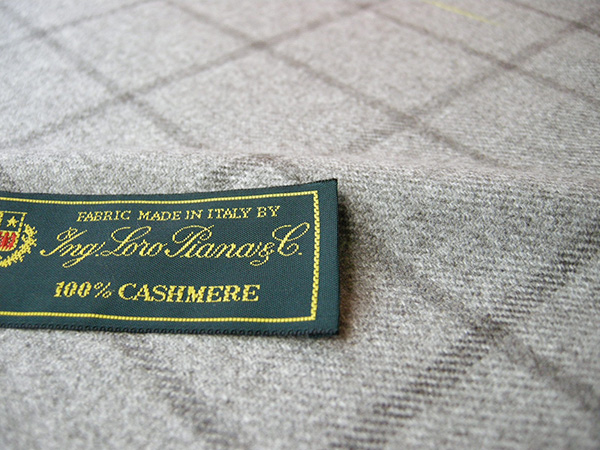 FABRIC MADE IN ITALY BY
Ing. Loro Piana & C.
100% CASHMERE